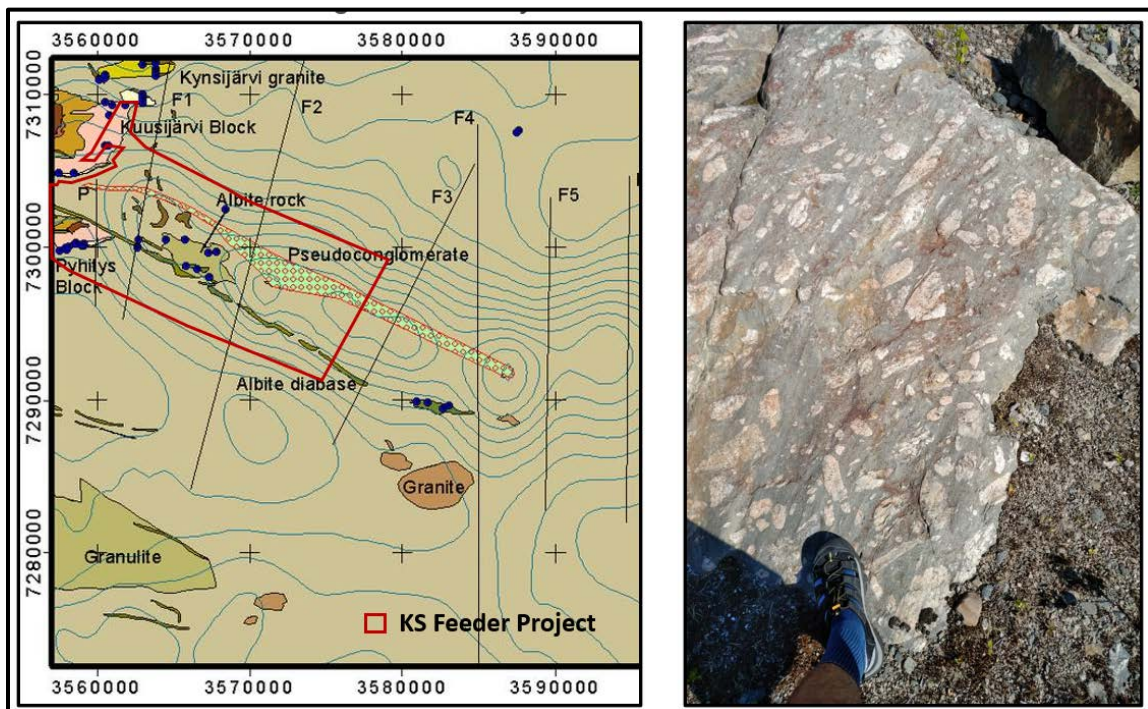 3560000 3570000 3580000 3590000
7310000
7300000
7290000
7280000
Kynsijärvi granite
F1
F2
Kuusijärvi Block
F4
F3
P
Albite rock
F5
Pseudoconglomerate
Pyhitys
Block
Albite diabase
Granite
Granulite
KS Feeder Project
3560000 3570000 3580000 3590000